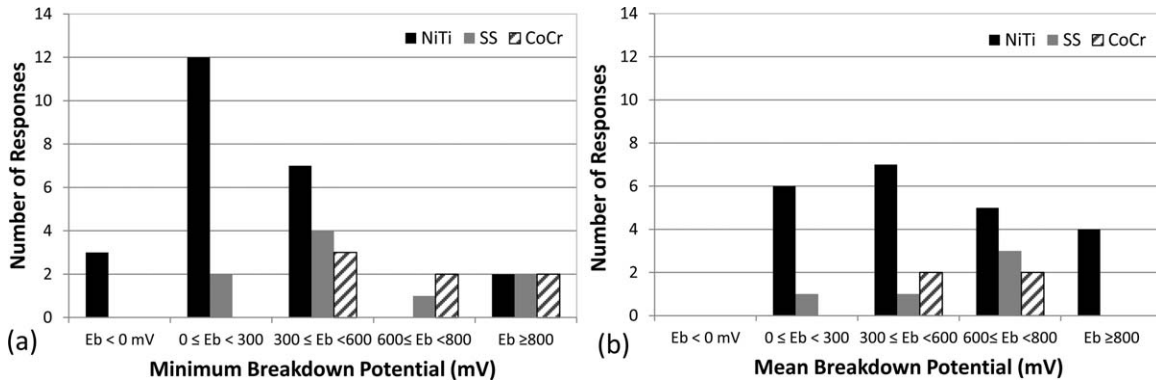 14
12
10
8
6
4
2
0
Number of Responses
NiTi SS CoCr
Eb < 0 mV 0 ≤ Eb < 300 300 ≤ Eb <600 600≤ Eb <800 Eb ≥800
(a) Minimum Breakdown Potential (mV)
14
12
10
8
6
4
2
0
Number of Responses
NiTi SS CoCr
Eb < 0 mV 0 ≤ Eb < 300 300 ≤ Eb <600 600≤ Eb <800 Eb ≥800
(b) Mean Breakdown Potential (mV)